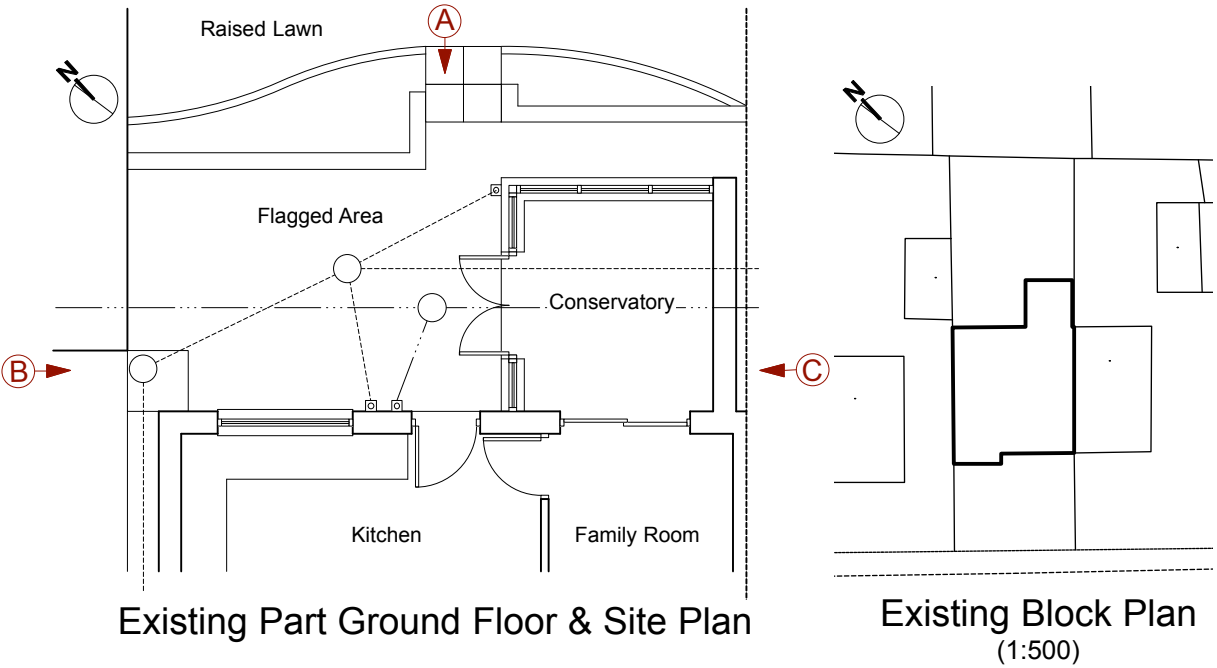 Raised Lawn
A
N
N
Flagged Area
Conservatory
B
C
Kitchen
Family Room
Existing Part Ground Floor & Site Plan
Existing Block Plan
(1:500)